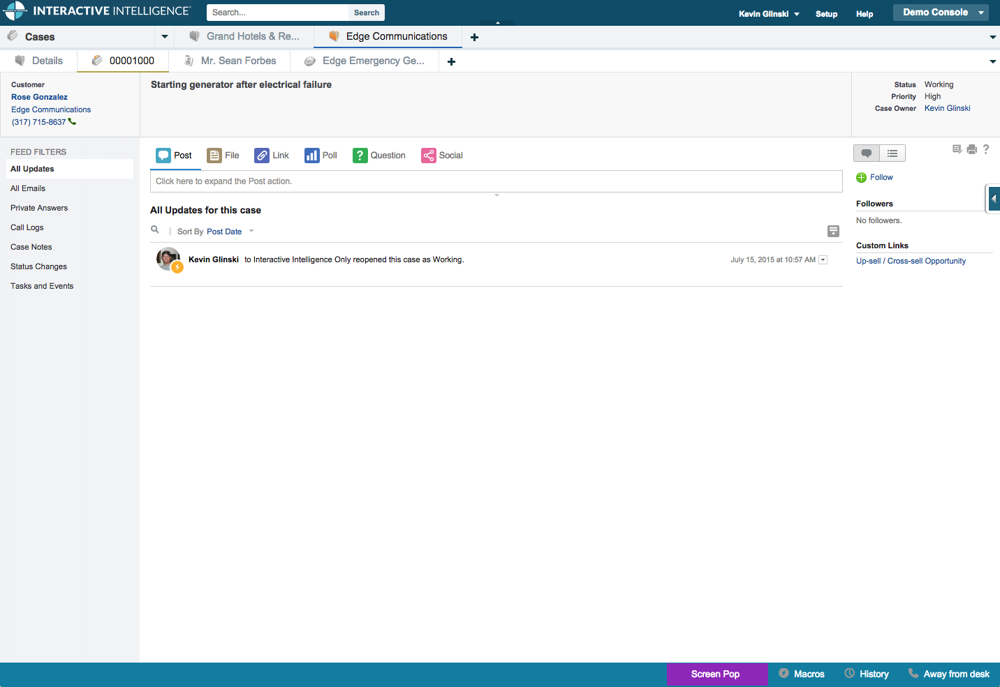 INTERACTIVE INTELLIGENCE®
Search...
Search
Kevin Glinski
Setup
Help
Demo Console
Cases
Grand Hotels & Re...
Edge Communications
Details
00001000
Mr. Sean Forbes
Edge Emergency Ge...
Customer
Rose Gonzalez
Edge Communications
(317) 715-8637
Starting generator after electrical failure
Status Working
Priority High
Case Owner Kevin Glinski
FEED FILTERS
All Updates
All Emails
Private Answers
Call Logs
Case Notes
Status Changes
Tasks and Events
Post
File
Link
Poll
? Question
Social
Click here to expand the Post action.
All Updates for this case
Sort By Post Date
Kevin Glinski to Interactive Intelligence Only reopened this case as Working.
July 15, 2015 at 10:57 AM
?
Follow
Followers
No followers.
Custom Links
Up-sell / Cross-sell Opportunity
Screen Pop
Macros
History
Away from desk